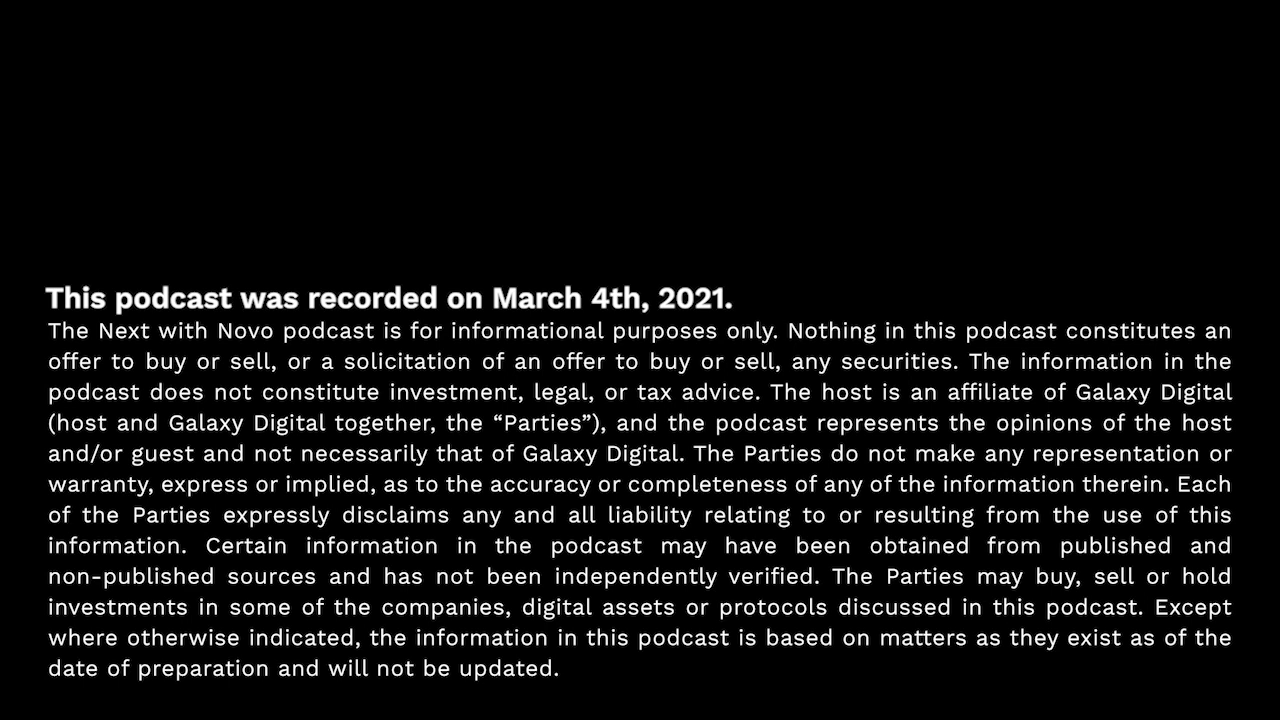 This podcast was recorded on March 4th, 2021.
The Next with Novo podcast is for informational purposes only. Nothing in this podcast constitutes an
offer to buy or sell, or a solicitation of an offer to buy or sell, any securities. The information in the
podcast does not constitute investment, legal, or tax advice. The host is an affiliate of Galaxy Digital
(host and Galaxy Digital together, the “Parties”), and the podcast represents the opinions of the host
and/or guest and not necessarily that of Galaxy Digital. The Parties do not make any representation or
warranty, express or implied, as to the accuracy or completeness of any of the information therein. Each
of the Parties expressly disclaims any and all liability relating to or resulting from the use of this
information. Certain information in the podcast may have been obtained from published and
non-published sources and has not been independently verified. The Parties may buy, sell or hold
investments in some of the companies, digital assets or protocols discussed in this podcast. Except
where otherwise indicated, the information in this podcast is based on matters as they exist as of the
date of preparation and will not be updated.